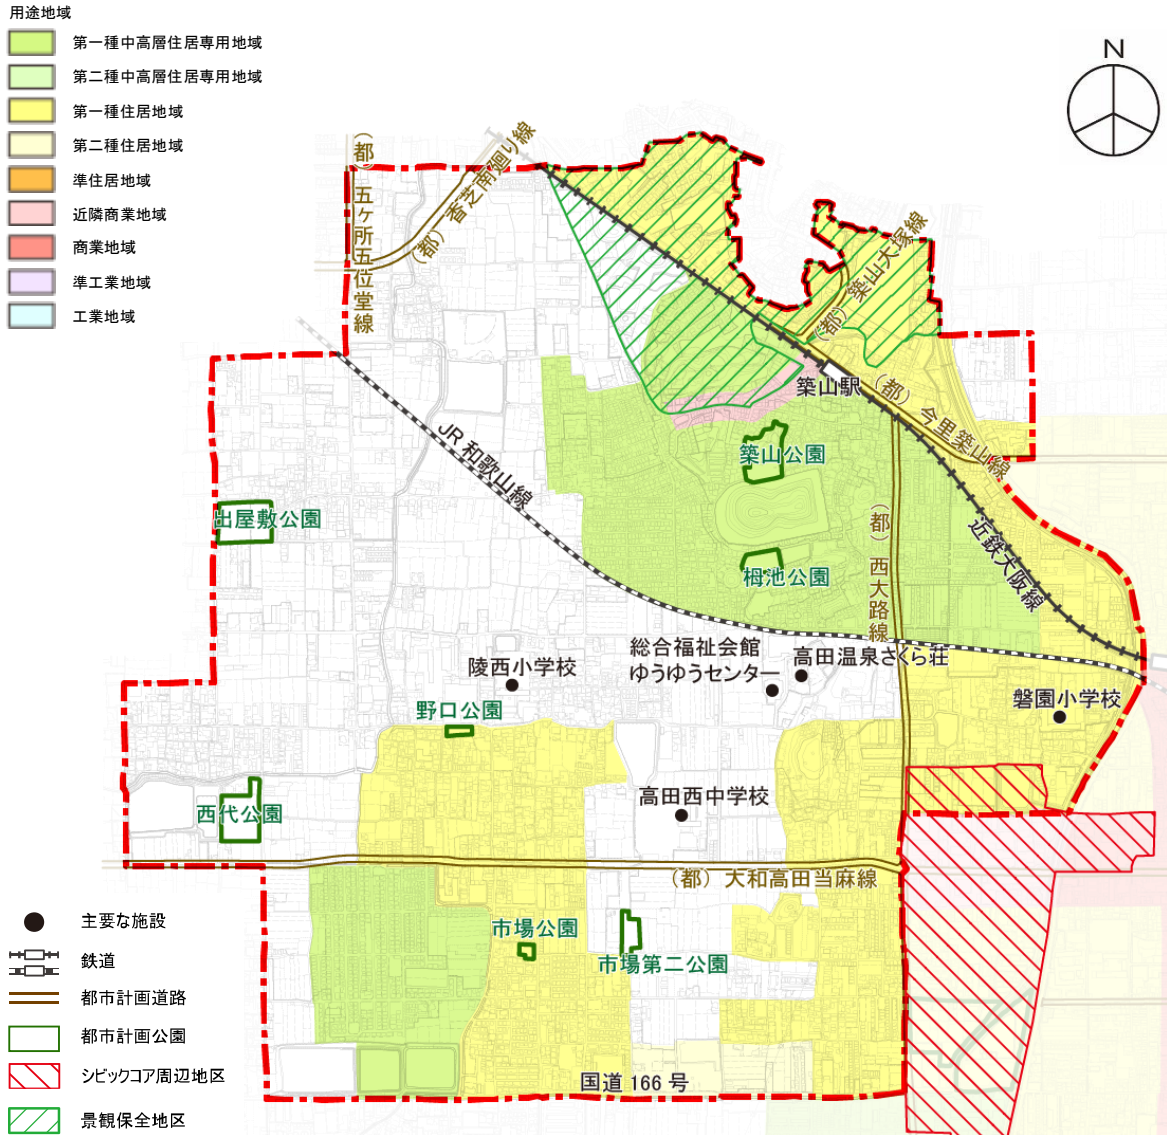 用途地域
第一種中高層住居専用地域
第二種中高層住居専用地域
第一種住居地域
第二種住居地域
準住居地域
近隣商業地域
商業地域
準工業地域
工業地域
N
(都) 五ケ所五位堂線
(都) 香芝南廻り線
(都) 築山大塚線
築山駅
(都) 今里築山線
JR 和歌山線
築山公園
出屋敷公園
近鉄大阪線
(都) 西大路線
栂池公園
総合福祉会館
ゆうゆうセンター
高田温泉さくら荘
陵西小学校
磐園小学校
野口公園
西代公園
高田西中学校
(都) 大和高田当麻線
市場公園
市場第二公園
国道 166 号
主要な施設
鉄道
都市計画道路
都市計画公園
シビックコア周辺地区
景観保全地区